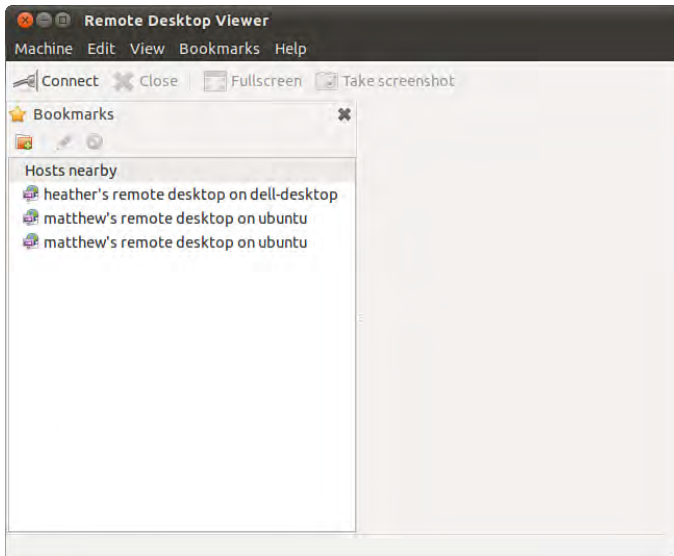 Remote Desktop Viewer
Machine Edit View Bookmarks Help
Connect Close Fullscreen Take screenshot
Bookmarks
Hosts nearby
heather's remote desktop on dell-desktop
matthew's remote desktop on ubuntu
matthew's remote desktop on ubuntu